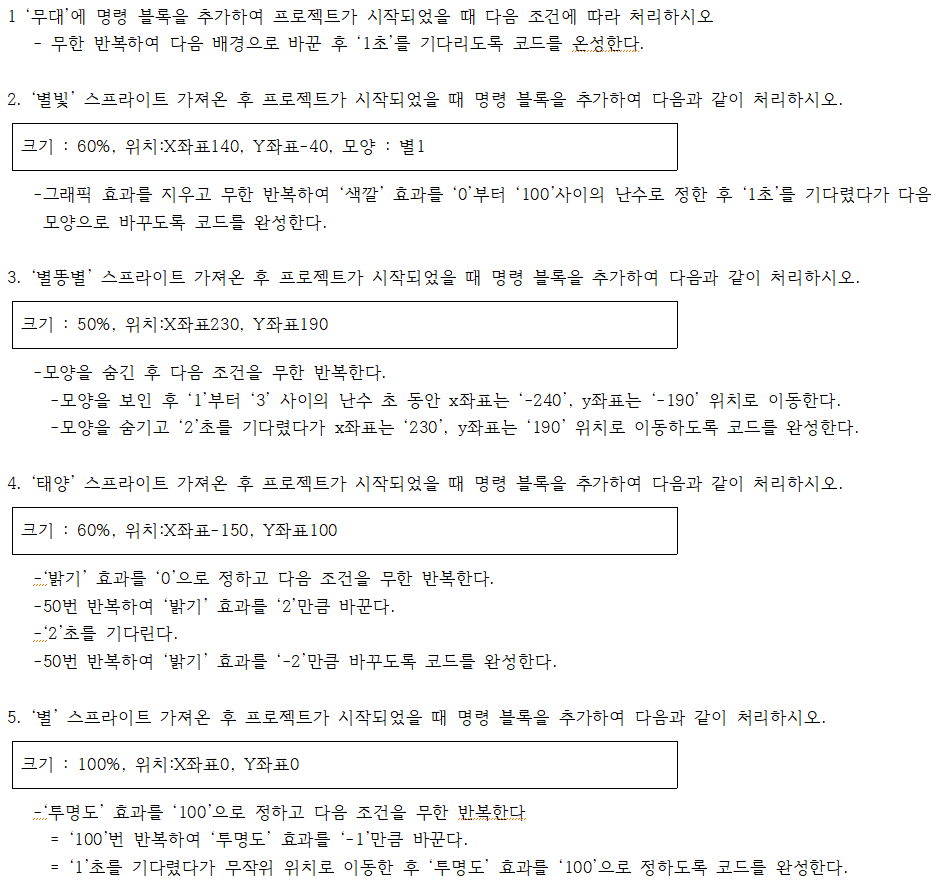 1 ‘무대’에 명령 블록을 추가하여 프로젝트가 시작되었을 때 다음 조건에 따라 처리하시오
- 무한 반복하여 다음 배경으로 바꾼 후 ‘1초’를 기다리도록 코드를 온성한다.
2. ‘별빛’ 스프라이트 가져온 후 프로젝트가 시작되었을 때 명령 블록을 추가하여 다음과 같이 처리하시오.
크기 : 60%, 위치:X좌표140, Y좌표-40, 모양 : 별1
-그래픽 효과를 지우고 무한 반복하여 ‘색깔’ 효과를 ‘0’부터 ‘100’사이의 난수로 정한 후 ‘1초’를 기다렸다가 다음
모양으로 바꾸도록 코드를 완성한다.
3. ‘별똥별’ 스프라이트 가져온 후 프로젝트가 시작되었을 때 명령 블록을 추가하여 다음과 같이 처리하시오.
크기 : 50%, 위치:X좌표230, Y좌표190
-모양을 숨긴 후 다음 조건을 무한 반복한다.
-모양을 보인 후 ‘1’부터 ‘3’ 사이의 난수 초 동안 x좌표는 ‘-240’, y좌표는 ‘-190’ 위치로 이동한다.
-모양을 숨기고 ‘2’초를 기다렸다가 x좌표는 ‘230’, y좌표는 ‘190’ 위치로 이동하도록 코드를 완성한다.
4. ‘태양’ 스프라이트 가져온 후 프로젝트가 시작되었을 때 명령 블록을 추가하여 다음과 같이 처리하시오.
크기 : 60%, 위치:X좌표-150, Y좌표100
-‘밝기’ 효과를 ‘0’으로 정하고 다음 조건을 무한 반복한다.
-50번 반복하여 ‘밝기’ 효과를 ‘2’만큼 바꾼다.
-‘2’초를 기다린다.
-50번 반복하여 ‘밝기’ 효과를 ‘-2’만큼 바꾸도록 코드를 완성한다.
5. ‘별’ 스프라이트 가져온 후 프로젝트가 시작되었을 때 명령 블록을 추가하여 다음과 같이 처리하시오.
크기 : 100%, 위치:X좌표0, Y좌표0
-‘투명도’ 효과를 ‘100’으로 정하고 다음 조건을 무한 반복한다
= ‘100’번 반복하여 ‘투명도’ 효과를 ‘-1’만큼 바꾼다.
= ‘1’초를 기다렸다가 무작위 위치로 이동한 후 ‘투명도’ 효과를 ‘100’으로 정하도록 코드를 완성한다.